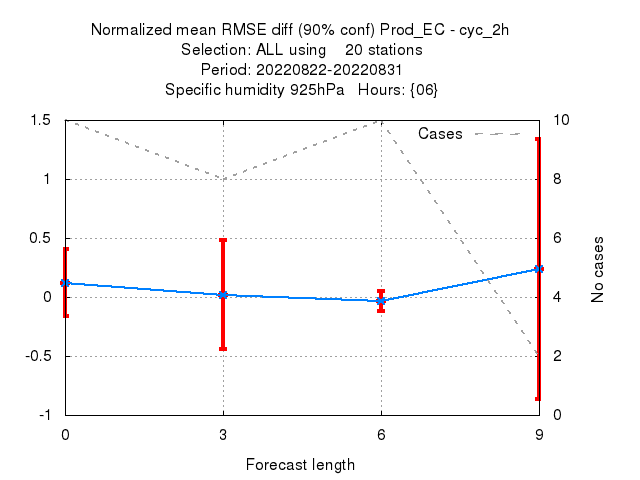 Normalized mean RMSE diff (90% conf) Prod_EC - cyc_2h
Selection: ALL using 20 stations
Period: 20220822-20220831
Specific humidity 925hPa Hours: {06}
1.5
1
0.5
0
-0.5
-1
Cases
10
8
6
4
2
0
No cases
0 3 6 9
Forecast length